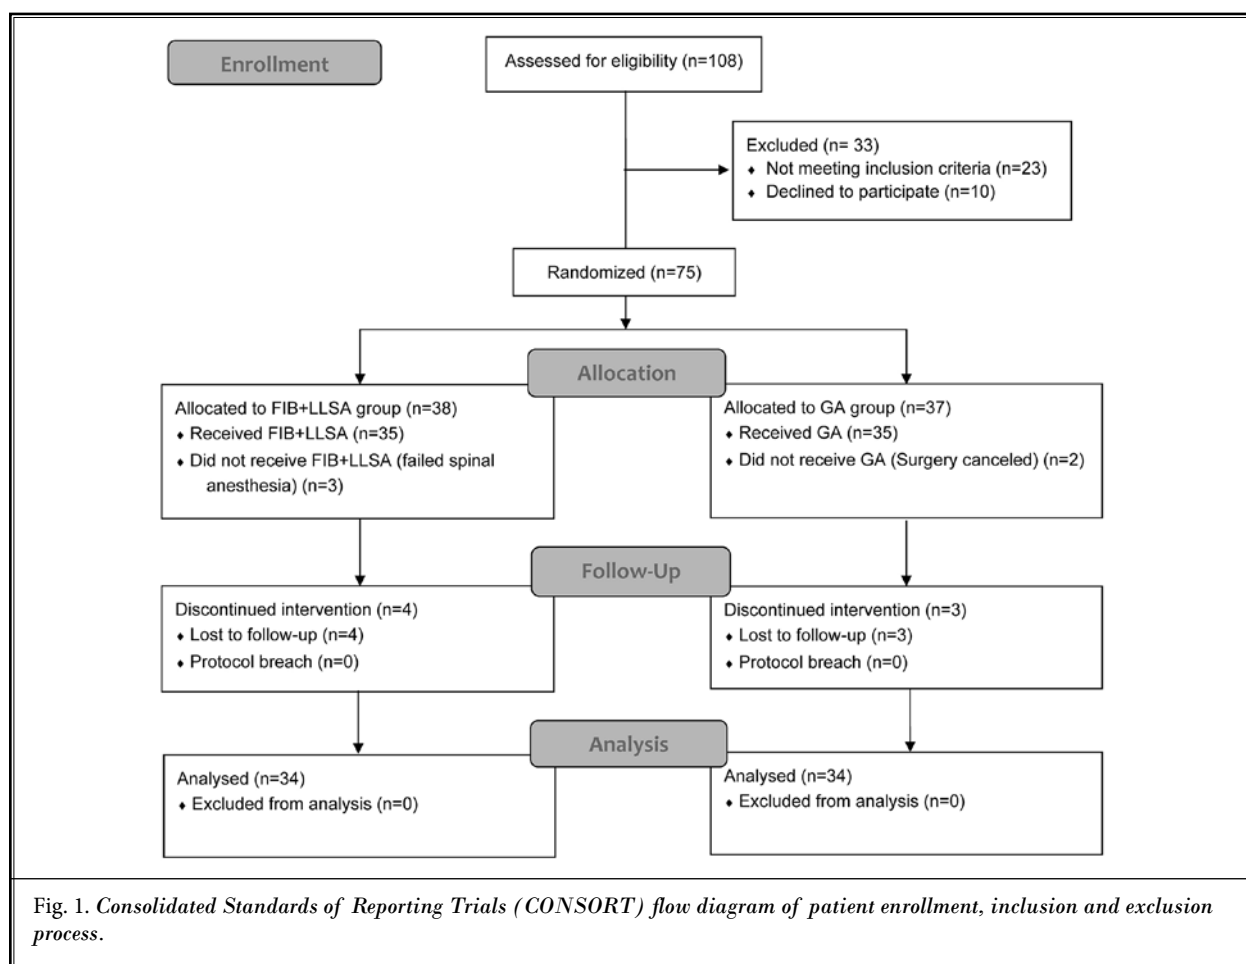 Enrollment
Assessed for eligibility (n=108)
Excluded (n= 33)
♦ Not meeting inclusion criteria (n=23)
♦ Declined to participate (n=10)
Randomized (n=75)
Allocation
Allocated to FIB+LLSA group (n=38)
♦ Received FIB+LLSA (n=35)
♦ Did not receive FIB+LLSA (failed spinal
anesthesia) (n=3)
Allocated to GA group (n=37)
♦ Received GA (n=35)
♦ Did not receive GA (Surgery canceled) (n=2)
Follow-Up
Discontinued intervention (n=4)
♦ Lost to follow-up (n=4)
♦ Protocol breach (n=0)
Discontinued intervention (n=3)
♦ Lost to follow-up (n=3)
♦ Protocol breach (n=0)
Analysis
Analysed (n=34)
♦ Excluded from analysis (n=0)
Analysed (n=34)
♦ Excluded from analysis (n=0)
Fig. 1. Consolidated Standards of Reporting Trials (CONSORT) flow diagram of patient enrollment, inclusion and exclusion
process.